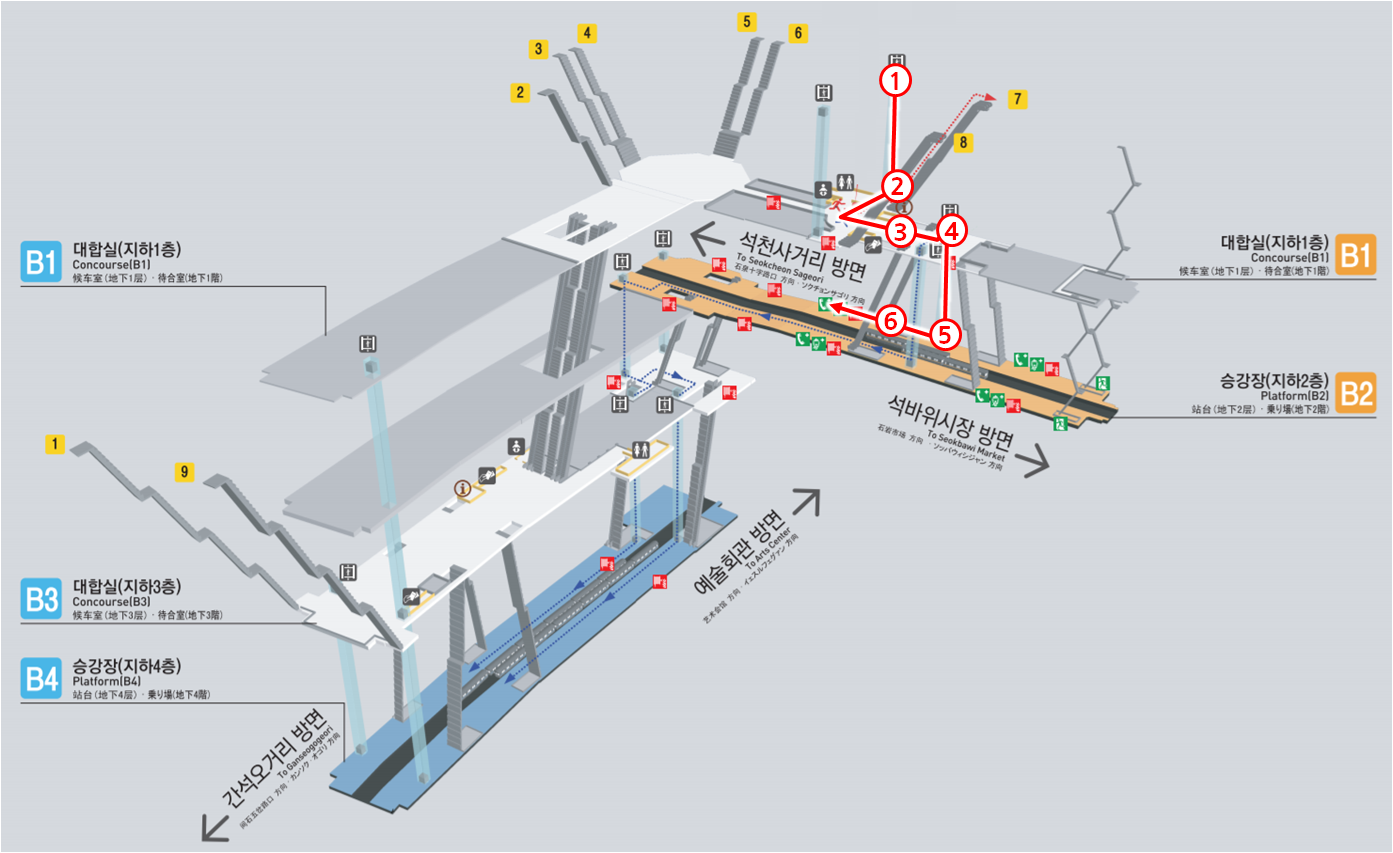 5
6
4
3
2
7
8
1
2
3
4
5
6
B1
대합실(지하1층)
Concourse(B1)
候车室(地下1层)·待合室(地下1階)
석천사거리 방면
To Seokcheon Sageori
石泉十字路口 方向·ソクチョンサゴリ 方向
대합실(지하1층)
Concourse(B1)
候车室(地下1层)·待合室(地下1階)
B1
승강장(지하2층)
Platform(B2)
站台(地下2层)·乗り場(地下2階)
B2
석바위시장 방면
To Seokbawi Market
石岩市场 方向·ソッパウィシジャン 方向
1
9
예술회관 방면
To Arts Center
艺术会馆 方向·イェスルフェグァン 方向
B3
대합실(지하3층)
Concourse(B3)
候车室(地下3层)·待合室(地下3階)
B4
승강장(지하4층)
Platform(B4)
站台(地下4层)·乗り場(地下4階)
간석오거리 방면
To Ganseogogeori
间石五岔路口 方向·カンソク·オゴリ 方向